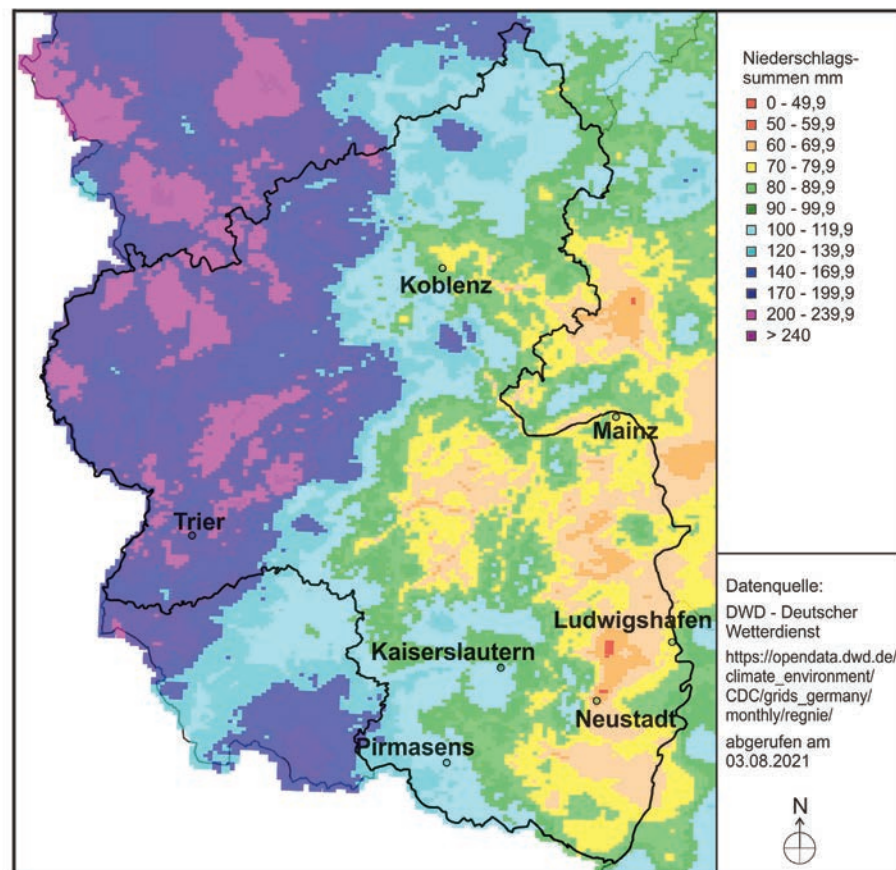 Niederschlags-
summen mm
0 - 49,9
50 - 59,9
60 - 69,9
70 - 79,9
80 - 89,9
90 - 99,9
100 - 119,9
120 - 139,9
140 - 169,9
170 - 199,9
200 - 239,9
> 240
Koblenz
Mainz
Trier
Ludwigshafen
Kaiserslautern
Neustadt
Pirmasens
Datenquelle:
DWD - Deutscher
Wetterdienst
https://opendata.dwd.de/
climate_environment/
CDC/grids_germany/
monthly/regnie/
abgerufen am
03.08.2021
N